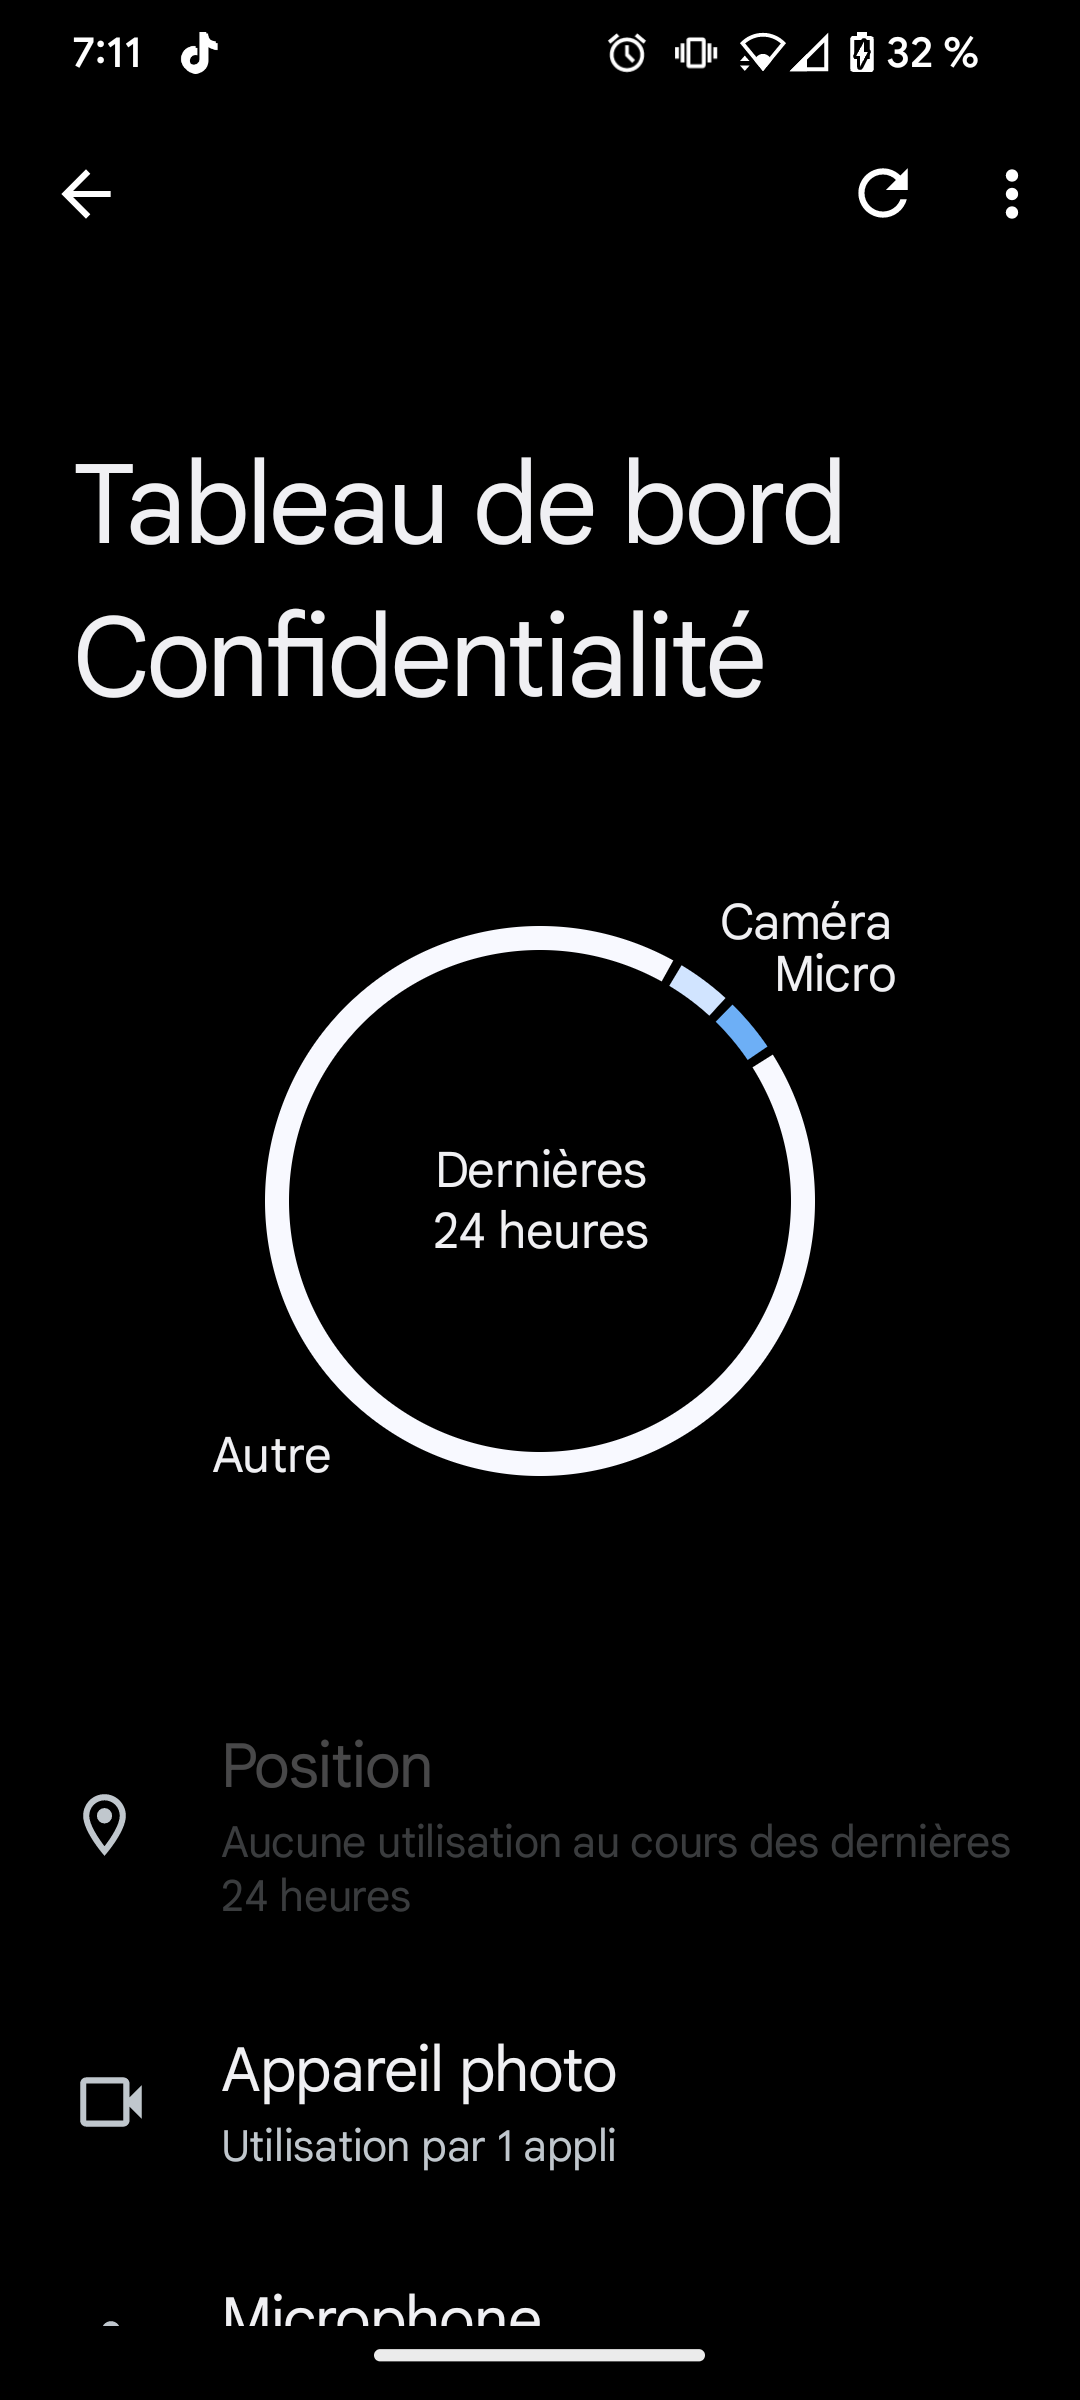 7:11
32 %
Tableau de bord
Confidentialité
Caméra
Micro
Dernières
24 heures
Autre
Position
Aucune utilisation au cours des dernières
24 heures
Appareil photo
Utilisation par 1 appli
Microphone